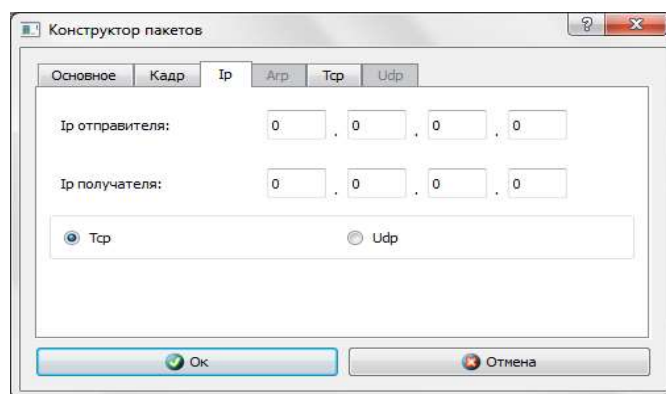 Конструктор пакетов
Основное Кадр Ip Arp Tcp Udp
Ip отправителя: 0 . 0 . 0 . 0
Ip получателя: 0 . 0 . 0 . 0
Tcp Udp
Ок Отмена